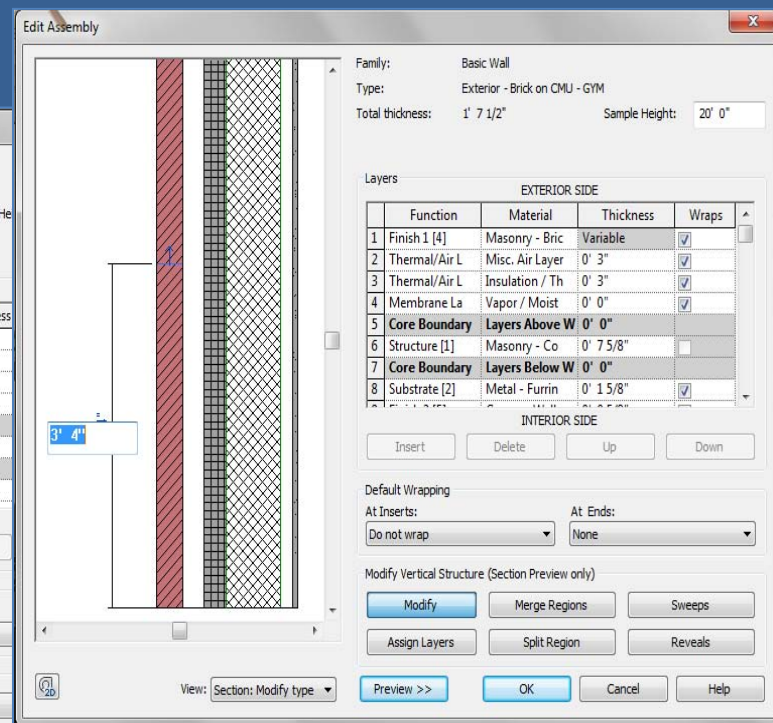 Edit Assembly
x
Family: Basic Wall
Type: Exterior - Brick on CMU - GYM
Total thickness: 1' 7 1/2" Sample Height: 20' 0"
Layers
EXTERIOR SIDE
Function Material Thickness Wraps
1 Finish 1 [4] Masonry - Bric Variable
2 Thermal/Air L Misc. Air Layer 0' 3"
3 Thermal/Air L Insulation / Th 0' 3"
4 Membrane La Vapor / Moist 0' 0"
5 Core Boundary Layers Above W 0' 0"
6 Structure [1] Masonry - Co 0' 7 5/8"
7 Core Boundary Layers Below W 0' 0"
8 Substrate [2] Metal - Furrin 0' 1 5/8"
INTERIOR SIDE
Insert Delete Up Down
3' 4"
Default Wrapping
At Inserts: At Ends:
Do not wrap None
Modify Vertical Structure (Section Preview only)
Modify Merge Regions Sweeps
Assign Layers Split Region Reveals
2D View: Section: Modify type Preview >> OK Cancel Help
He
ess